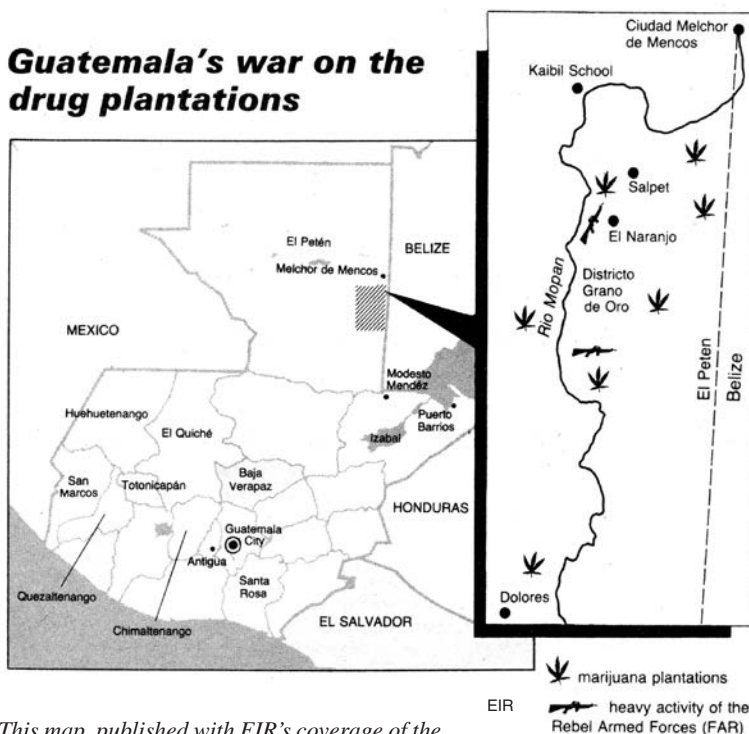 Guatemala's war on the
drug plantations
El Petén
Melchor de Mencos
BELIZE
MEXICO
Modesto
Mendéz
Puerto
Barrios
Izabal
Huehuetenango
El Quiché
San
Marcos
Totonicapán
Baja
Verapaz
HONDURAS
Guatemala
City
Antigua
Quezaltenango
Santa
Rosa
Chimaltenango
EL SALVADOR
Ciudad Melchor
de Mencos
Kaibil School
Salpet
El Naranjo
Rio Mopan
Districto
Grano
de Oro
El Peten
Belize
Dolores
marijuana plantations
EIR
heavy activity of the
Rebel Armed Forces (FAR)
This map, published with EIR's coverage of the